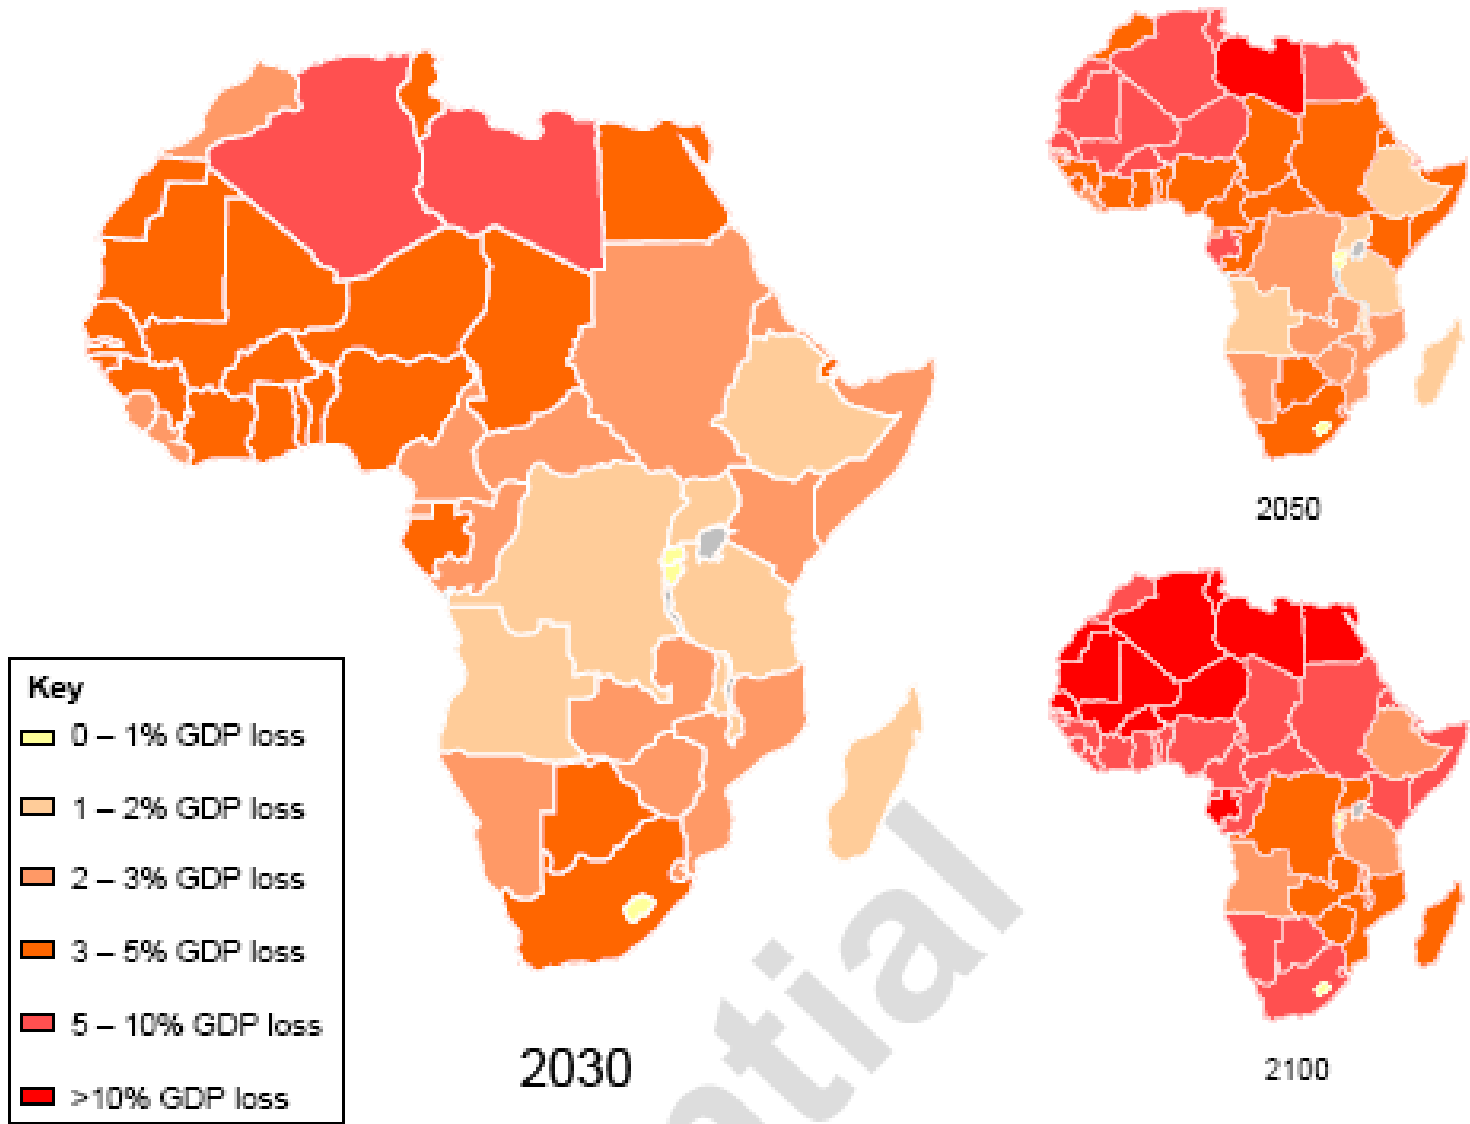 2050
Key
0 – 1% GDP loss
1 – 2% GDP loss
2 – 3% GDP loss
3 – 5% GDP loss
5 – 10% GDP loss
>10% GDP loss
2030
2100